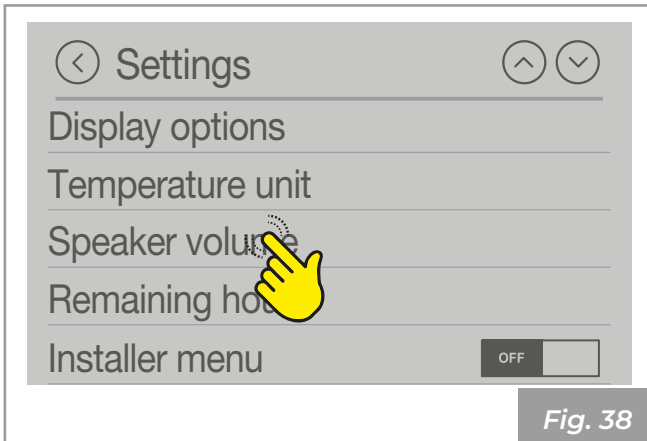 Settings
Display options
Temperature unit
Speaker volume
Remaining
Installer menu
OFF
Fig. 38